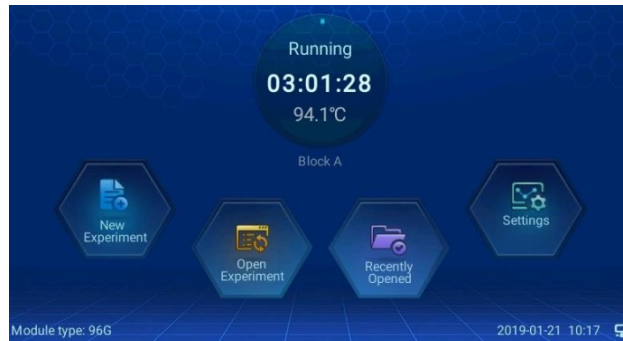 Running
03:01:28
94.1℃
Block A
New
Experiment
Open
Experiment
Recently
Opened
Settings
Module type: 96G
2019-01-21 10:17